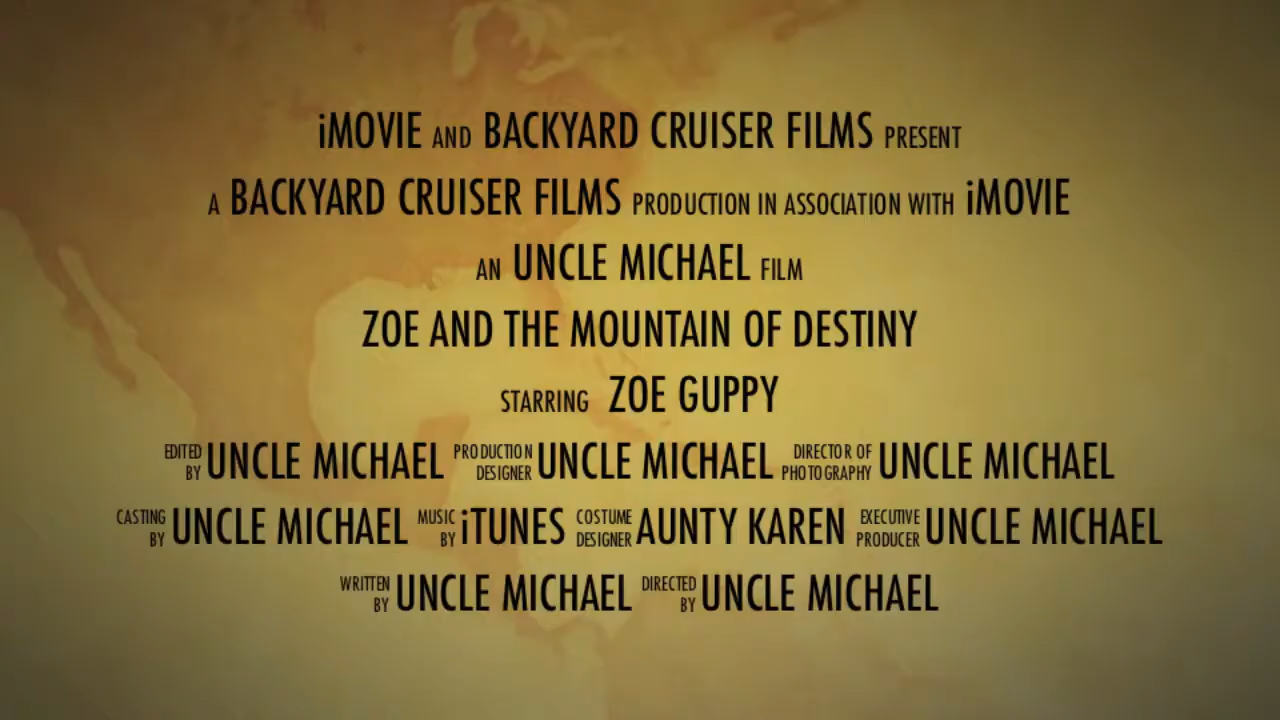 iMOVIE AND BACKYARD CRUISER FILMS PRESENT
A BACKYARD CRUISER FILMS PRODUCTION IN ASSOCIATION WITH iMOVIE
AN UNCLE MICHAEL FILM
ZOE AND THE MOUNTAIN OF DESTINY
STARRING ZOE GUPPY
EDITED BY UNCLE MICHAEL PRODUCTION DESIGNER UNCLE MICHAEL DIRECTOR OF PHOTOGRAPHY UNCLE MICHAEL
CASTING BY UNCLE MICHAEL MUSIC BY iTUNES COSTUME DESIGNER AUNTY KAREN EXECUTIVE PRODUCER UNCLE MICHAEL
WRITTEN BY UNCLE MICHAEL DIRECTED BY UNCLE MICHAEL